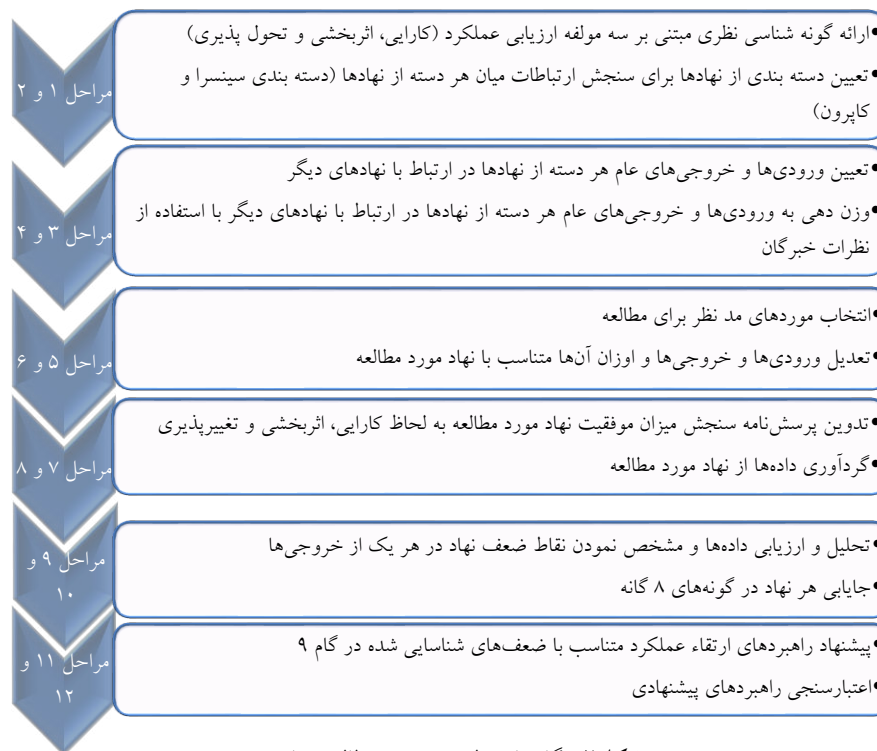 •ارائه گونه شناسی نظری مبتنی بر سه مولفه ارزیابی عملکرد (کارایی، اثربخشی و تحول پذیری)
مراحل ۱ و ۲
•تعیین دسته بندی از نهادها برای سنجش ارتباطات میان هر دسته از نهادها (دسته بندی سینسرا و
کاپرون)
•تعیین ورودی‌ها و خروجی‌های عام هر دسته از نهادها در ارتباط با نهادهای دیگر
مراحل ۳ و ۴
•وزن دهی به ورودی‌ها و خروجی‌های عام هر دسته از نهادها در ارتباط با نهادهای دیگر با استفاده از
نظرات خبرگان
•انتخاب موردهای مد نظر برای مطالعه
مراحل ۵ و ۶
•تعدیل ورودی‌ها و خروجی‌ها و اوزان آن‌ها متناسب با نهاد مورد مطالعه
•تدوین پرسش‌نامه سنجش میزان موفقیت نهاد مورد مطالعه به لحاظ کارایی، اثربخشی و تغییرپذیری
مراحل ۷ و ۸
•گردآوری داده‌ها از نهاد مورد مطالعه
•تحلیل و ارزیابی داده‌ها و مشخص نمودن نقاط ضعف نهاد در هر یک از خروجی‌ها
مراحل ۹ و
۱۰
•جایابی هر نهاد در گونه‌های ۸ گانه
•پیشنهاد راهبردهای ارتقاء عملکرد متناسب با ضعف‌های شناسایی شده در گام ۹
مراحل ۱۱ و
۱۲
•اعتبارسنجی راهبردهای پیشنهادی